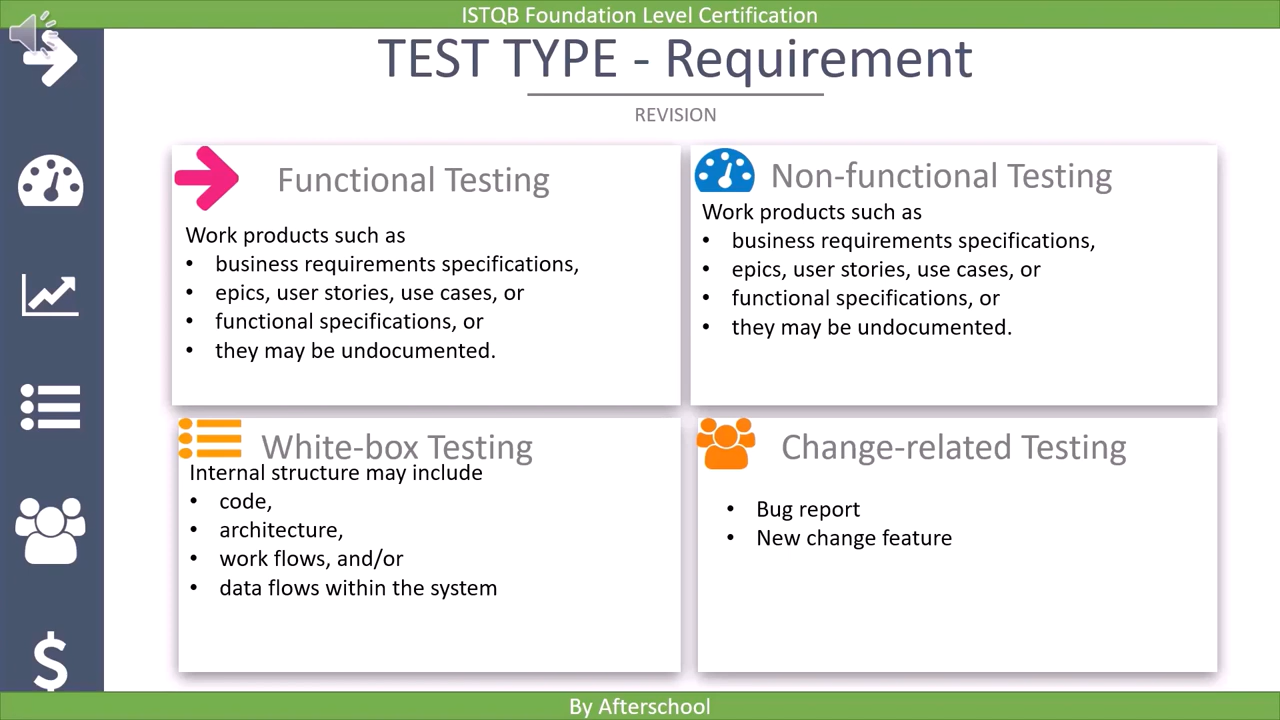 ISTQB Foundation Level Certification
TEST TYPE - Requirement
REVISION
Functional Testing
Work products such as
• business requirements specifications,
• epics, user stories, use cases, or
• functional specifications, or
• they may be undocumented.
Non-functional Testing
Work products such as
• business requirements specifications,
• epics, user stories, use cases, or
• functional specifications, or
• they may be undocumented.
White-box Testing
Internal structure may include
• code,
• architecture,
• work flows, and/or
• data flows within the system
Change-related Testing
• Bug report
• New change feature
$
By Afterschool